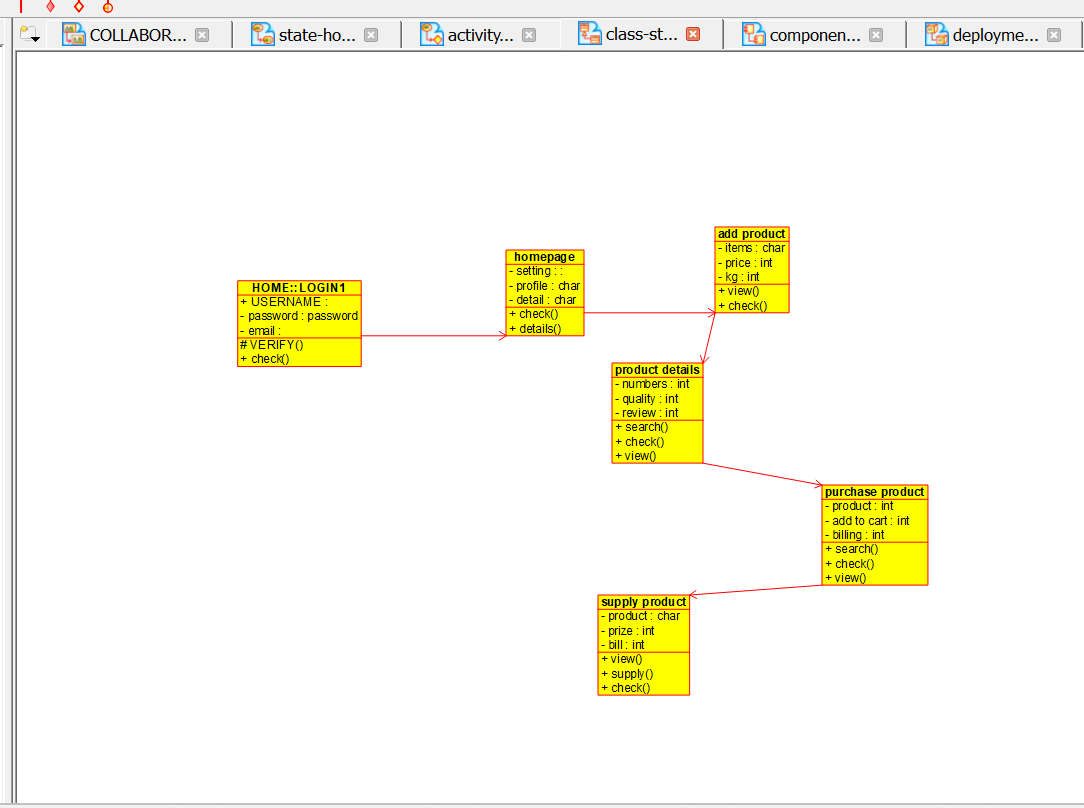 COLLABOR...
state-ho...
activity...
class-st...
componen...
deployme...
HOME::LOGIN1
+ USERNAME :
- password : password
- email :
# VERIFY()
+ check()
homepage
- setting : :
- profile : char
- detail : char
+ check()
+ details()
add product
- items : char
- price : int
- kg : int
+ view()
+ check()
product details
- numbers : int
- quality : int
- review : int
+ search()
+ check()
+ view()
purchase product
- product : int
- add to cart : int
- billing : int
+ search()
+ check()
+ view()
supply product
- product : char
- prize : int
- bill : int
+ view()
+ supply()
+ check()